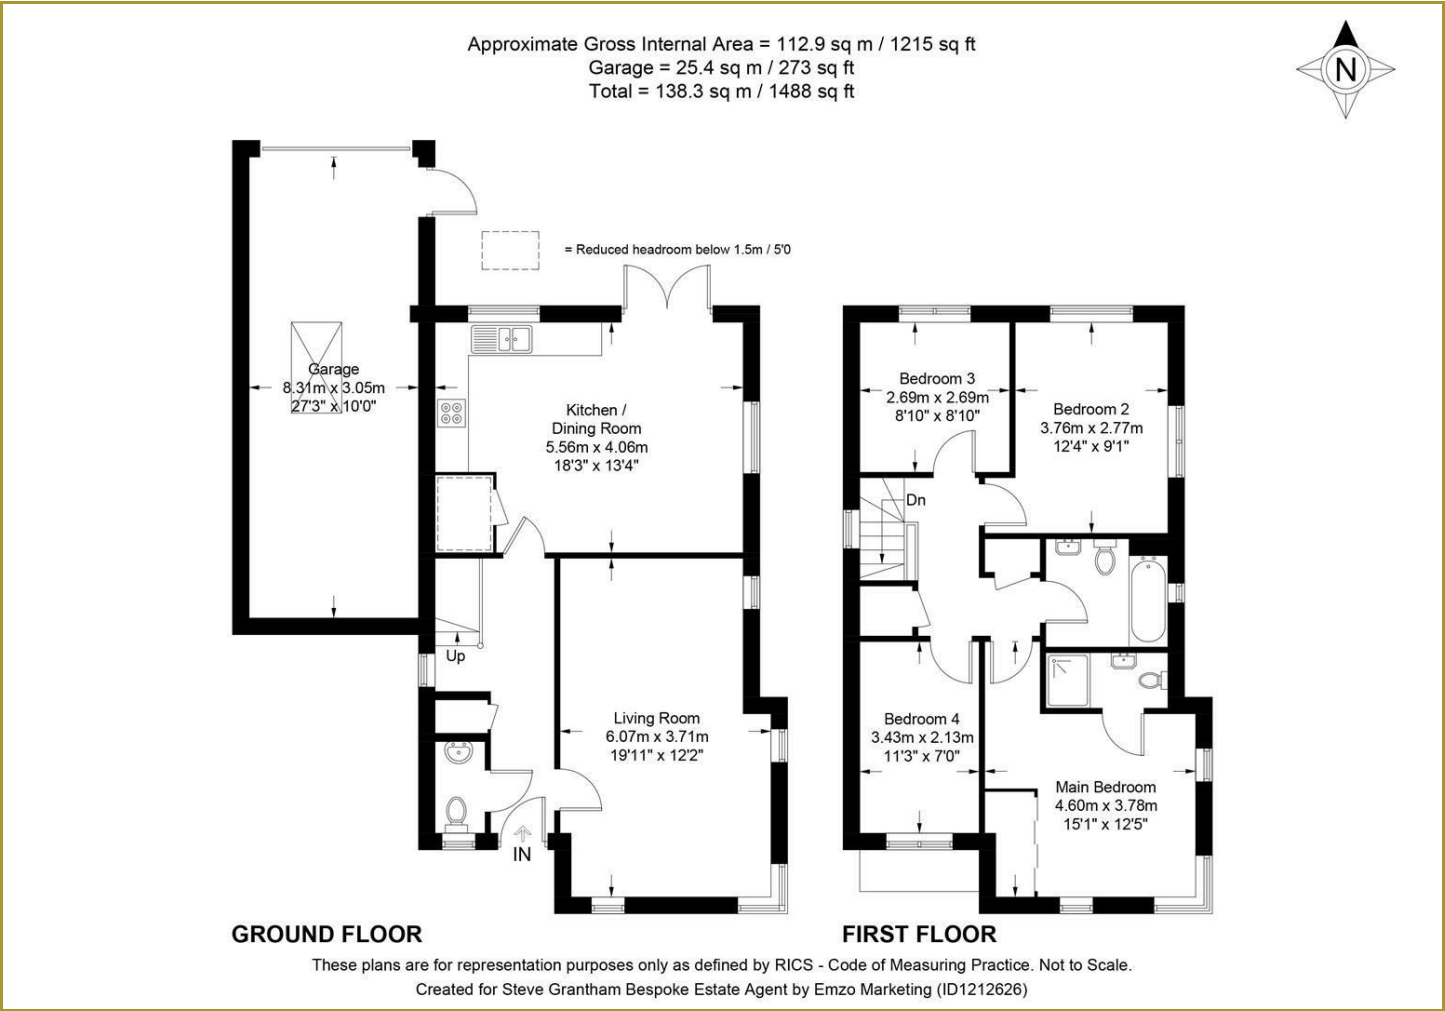 Approximate Gross Internal Area = 112.9 sq m / 1215 sq ft
Garage = 25.4 sq m / 273 sq ft
Total = 138.3 sq m / 1488 sq ft
N
= Reduced headroom below 1.5m / 5'0
Garage
8.31m x 3.05m
27'3" x 10'0"
Kitchen /
Dining Room
5.56m x 4.06m
18'3" x 13'4"
Up
Living Room
6.07m x 3.71m
19'11" x 12'2"
IN
Bedroom 3
2.69m x 2.69m
8'10" x 8'10"
Bedroom 2
3.76m x 2.77m
12'4" x 9'1"
Dn
Bedroom 4
3.43m x 2.13m
11'3" x 7'0"
Main Bedroom
4.60m x 3.78m
15'1" x 12'5"
GROUND FLOOR
FIRST FLOOR
These plans are for representation purposes only as defined by RICS - Code of Measuring Practice. Not to Scale.
Created for Steve Grantham Bespoke Estate Agent by Emzo Marketing (ID1212626)